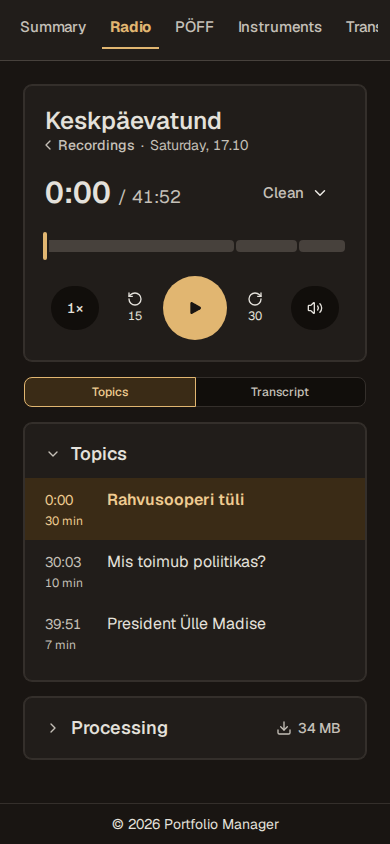 Summary Radio PÖFF Instruments Trans
Keskpäevatund
Recordings · Saturday, 17.10
0:00 / 41:52 Clean
1× 15 30
Topics Transcript
Topics
0:00 Rahvusooperi tüli
30 min
30:03 Mis toimub poliitikas?
10 min
39:51 President Ülle Madise
7 min
Processing 34 MB
© 2026 Portfolio Manager